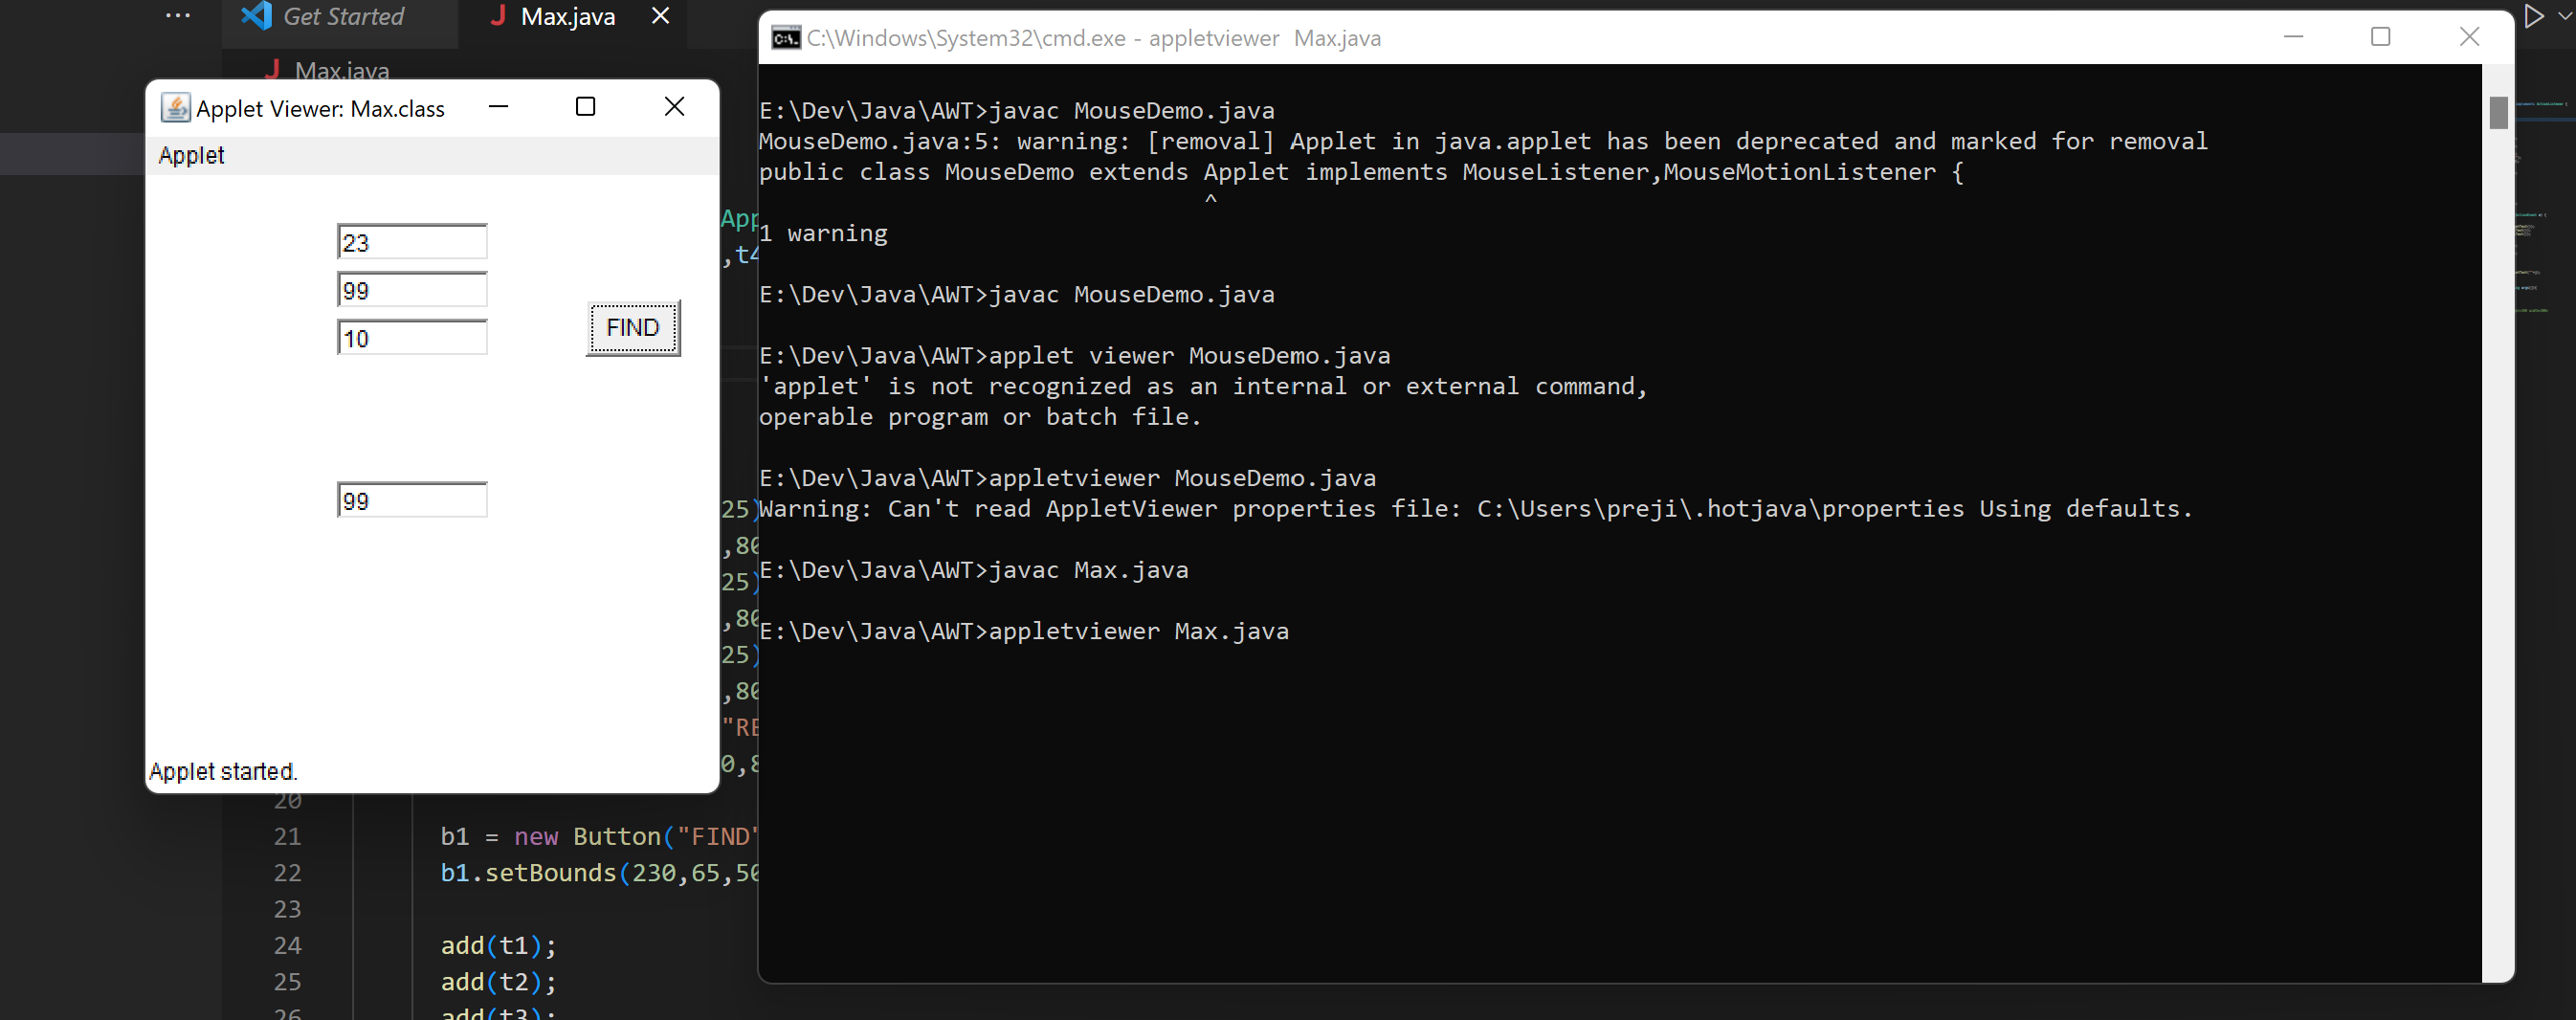 Get Started
Max.java
Max.java
Applet Viewer: Max.class
Applet
23
99
10
FIND
99
Applet started.
App
,t4
25)
,80
25)
,80
25)
,80
"RE
0,8
20
21 b1 = new Button("FIND"
22 b1.setBounds(230,65,50
23
24 add(t1);
25 add(t2);
26 add(t3);
C:\Windows\System32\cmd.exe - appletviewer Max.java
E:\Dev\Java\AWT>javac MouseDemo.java
MouseDemo.java:5: warning: [removal] Applet in java.applet has been deprecated and marked for removal
public class MouseDemo extends Applet implements MouseListener,MouseMotionListener {
^
1 warning
E:\Dev\Java\AWT>javac MouseDemo.java
E:\Dev\Java\AWT>applet viewer MouseDemo.java
'applet' is not recognized as an internal or external command,
operable program or batch file.
E:\Dev\Java\AWT>appletviewer MouseDemo.java
Warning: Can't read AppletViewer properties file: C:\Users\preji\.hotjava\properties Using defaults.
E:\Dev\Java\AWT>javac Max.java
E:\Dev\Java\AWT>appletviewer Max.java